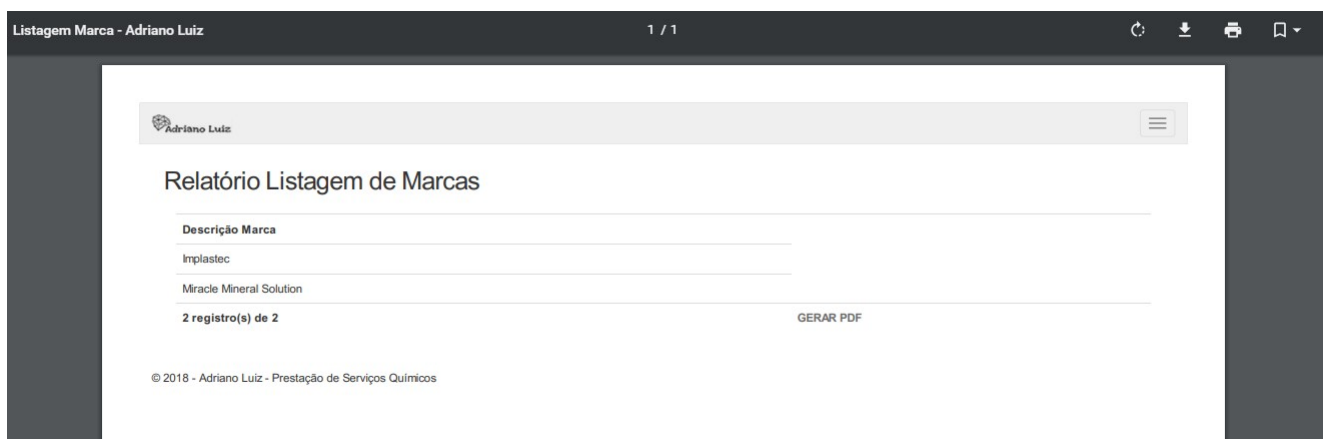 Listagem Marca - Adriano Luiz 1 / 1
Adriano Luiz
Relatório Listagem de Marcas
Descrição Marca
Implastec
Miracle Mineral Solution
2 registro(s) de 2 GERAR PDF
© 2018 - Adriano Luiz - Prestação de Serviços Químicos